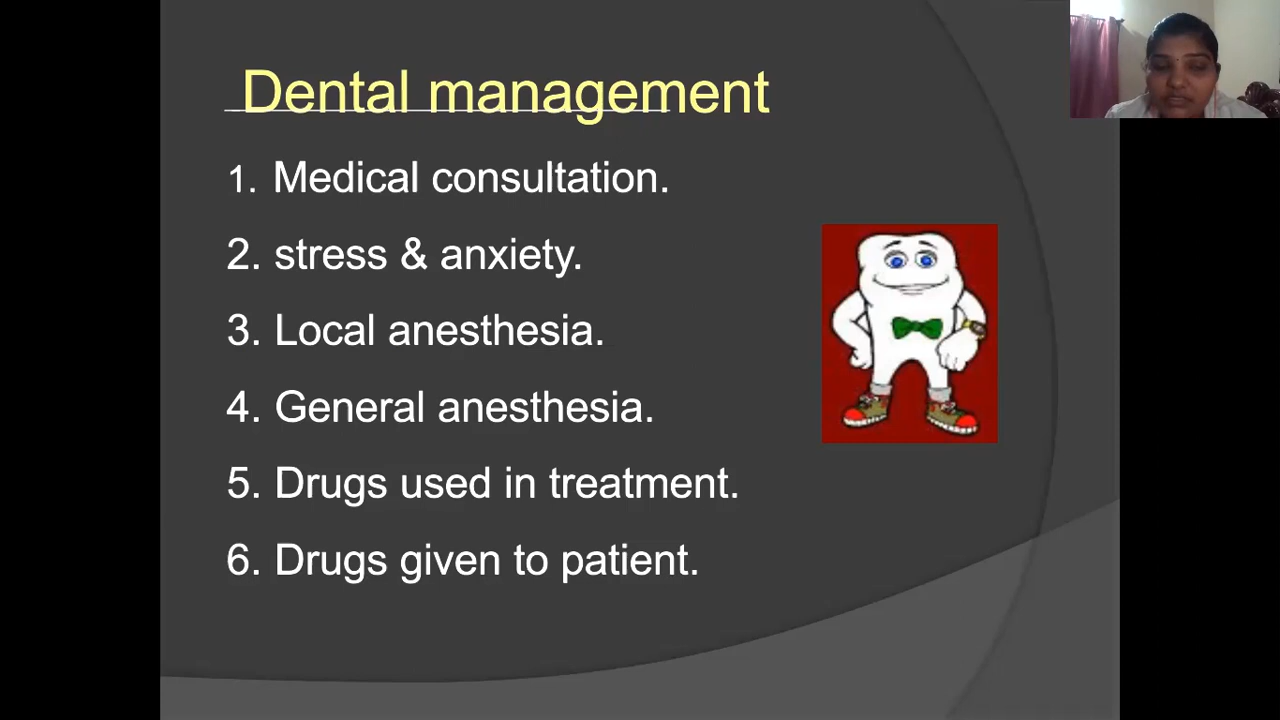 Dental management
1. Medical consultation.
2. stress & anxiety.
3. Local anesthesia.
4. General anesthesia.
5. Drugs used in treatment.
6. Drugs given to patient.